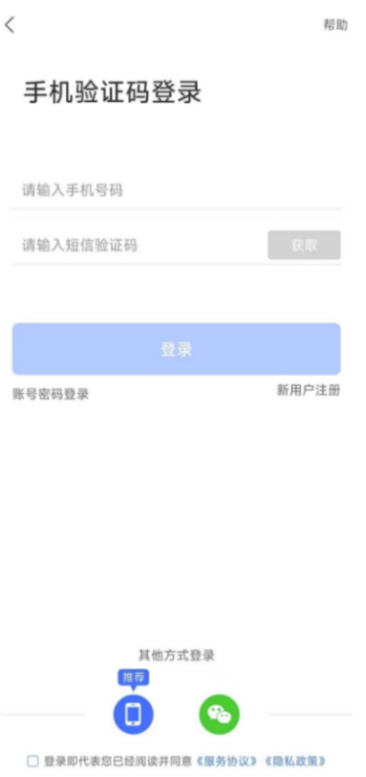 帮助
手机验证码登录
请输入手机号码
请输入短信验证码 获取
登录
账号密码登录 新用户注册
其他方式登录
推荐
登录即代表您已经阅读并同意《服务协议》《隐私政策》